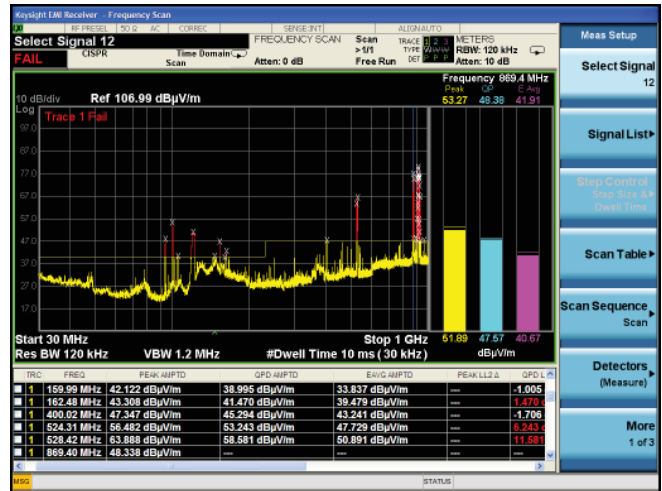 Keysight EMI Receiver - Frequency Scan
RF PRESEL 50 Ω AC CORREC SENSE:INT ALIGN AUTO
Select Signal 12
FREQUENCY SCAN
Scan
>1/1
TRACE 1 2 3
TYPE
DET P P P
METERS
RBW: 120 kHz
FAIL
CISPR
Time Domain
Scan
Atten: 0 dB
Free Run
Atten: 10 dB
Frequency 869.4 MHz
Peak QP E Avg
53.27 48.38 41.91
10 dB/div Ref 106.99 dBµV/m
Log
Trace 1 Fail
97.0
87.0
77.0
67.0
57.0
47.0
37.0
27.0
17.0
Start 30 MHz Stop 1 GHz
Res BW 120 kHz VBW 1.2 MHz #Dwell Time 10 ms (30 kHz)
51.89 47.57 40.67
dBµV/m
TRC FREQ PEAK AMPTD QPD AMPTD EAVG AMPTD PEAK LL2 Δ QPD L
1 159.99 MHz 42.122 dBµV/m 38.995 dBµV/m 33.837 dBµV/m --- -1.005
1 162.48 MHz 43.308 dBµV/m 41.470 dBµV/m 39.479 dBµV/m --- 1.470 d
1 400.02 MHz 47.347 dBµV/m 45.294 dBµV/m 43.241 dBµV/m --- -1.706
1 524.31 MHz 56.482 dBµV/m 53.243 dBµV/m 47.729 dBµV/m --- 6.243 d
1 528.42 MHz 63.888 dBµV/m 58.581 dBµV/m 50.891 dBµV/m --- 11.581
1 869.40 MHz 48.338 dBµV/m --- --- --- ---
MSG STATUS
Meas Setup
Select Signal
12
Signal List
Step Control
Step Size &
Dwell Time
Scan Table
Scan Sequence
Scan
Detectors
(Measure)
More
1 of 3